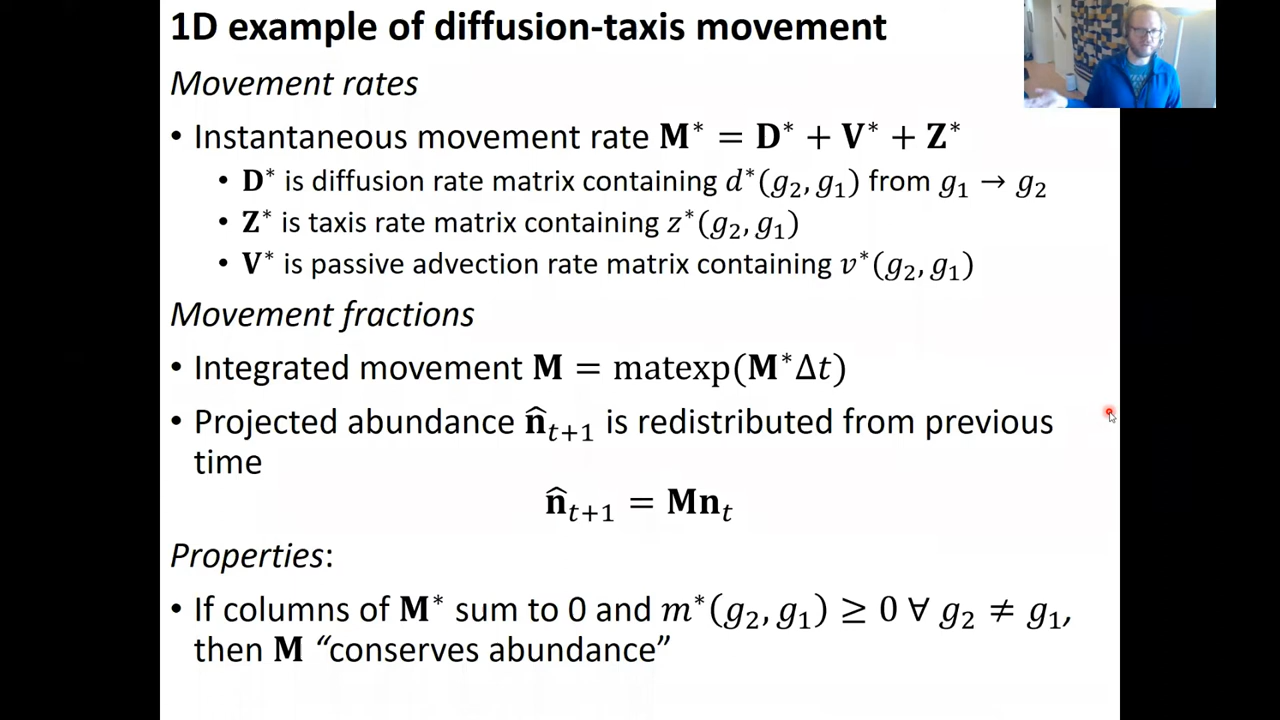 1D example of diffusion-taxis movement
Movement rates
• Instantaneous movement rate 𝐌* = 𝐃* + 𝐕* + 𝐙*
• 𝐃* is diffusion rate matrix containing 𝑑*(𝑔₂, 𝑔₁) from 𝑔₁ → 𝑔₂
• 𝐙* is taxis rate matrix containing 𝑧*(𝑔₂, 𝑔₁)
• 𝐕* is passive advection rate matrix containing 𝑣*(𝑔₂, 𝑔₁)
Movement fractions
• Integrated movement 𝐌 = matexp(𝐌*Δ𝑡)
• Projected abundance 𝐧̂ₜ₊₁ is redistributed from previous
time
𝐧̂ₜ₊₁ = 𝐌𝐧ₜ
Properties:
• If columns of 𝐌* sum to 0 and 𝑚*(𝑔₂, 𝑔₁) ≥ 0 ∀ 𝑔₂ ≠ 𝑔₁,
then 𝐌 “conserves abundance”